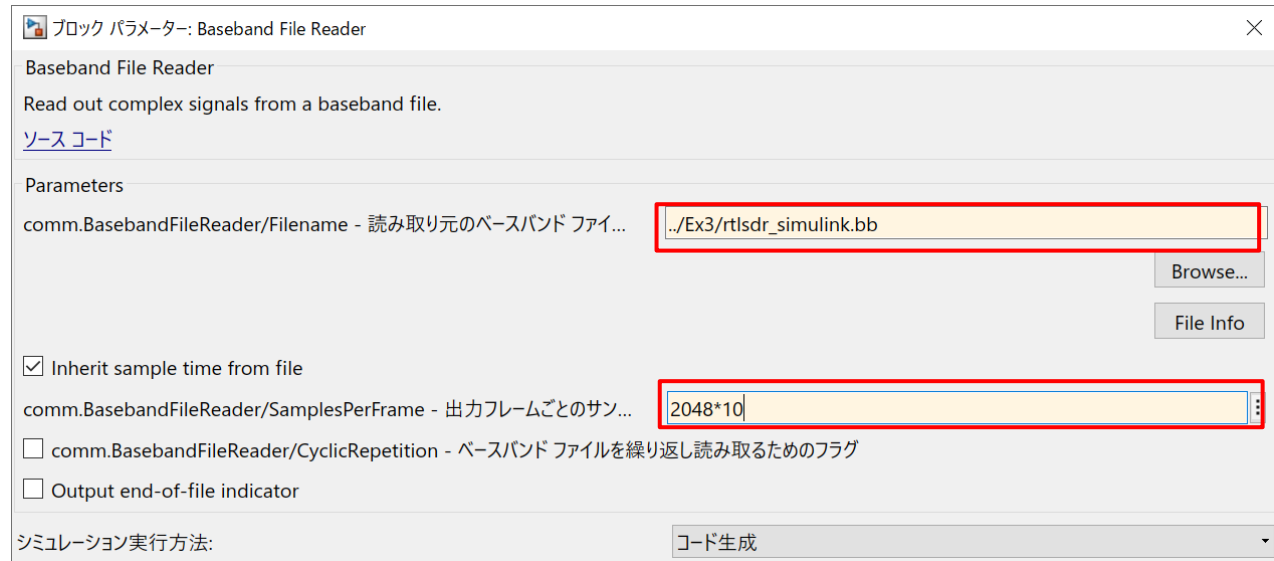 ブロック パラメーター: Baseband File Reader
Baseband File Reader
Read out complex signals from a baseband file.
ソース コード
Parameters
comm.BasebandFileReader/Filename - 読み取り元のベースバンド ファイ... ../Ex3/rtlsdr_simulink.bb
Browse...
File Info
Inherit sample time from file
comm.BasebandFileReader/SamplesPerFrame - 出力フレームごとのサン... 2048*10
comm.BasebandFileReader/CyclicRepetition - ベースバンド ファイルを繰り返し読み取るためのフラグ
Output end-of-file indicator
シミュレーション実行方法: コード生成